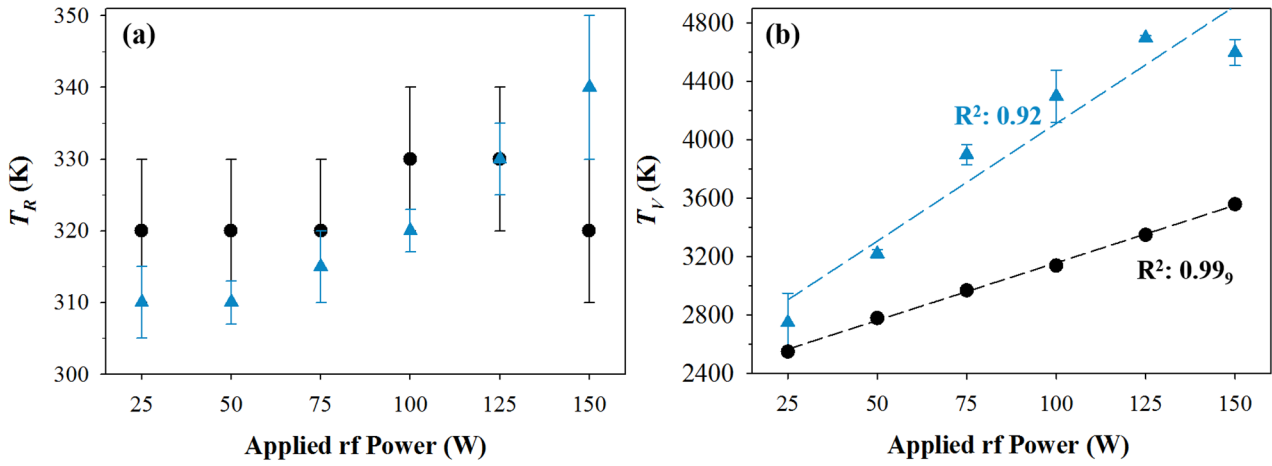 (a)
350
340
330
320
310
300
T_R (K)
25 50 75 100 125 150
Applied rf Power (W)
(b)
4800
4400
4000
3600
3200
2800
2400
T_V (K)
R²: 0.92
R²: 0.99₉
25 50 75 100 125 150
Applied rf Power (W)